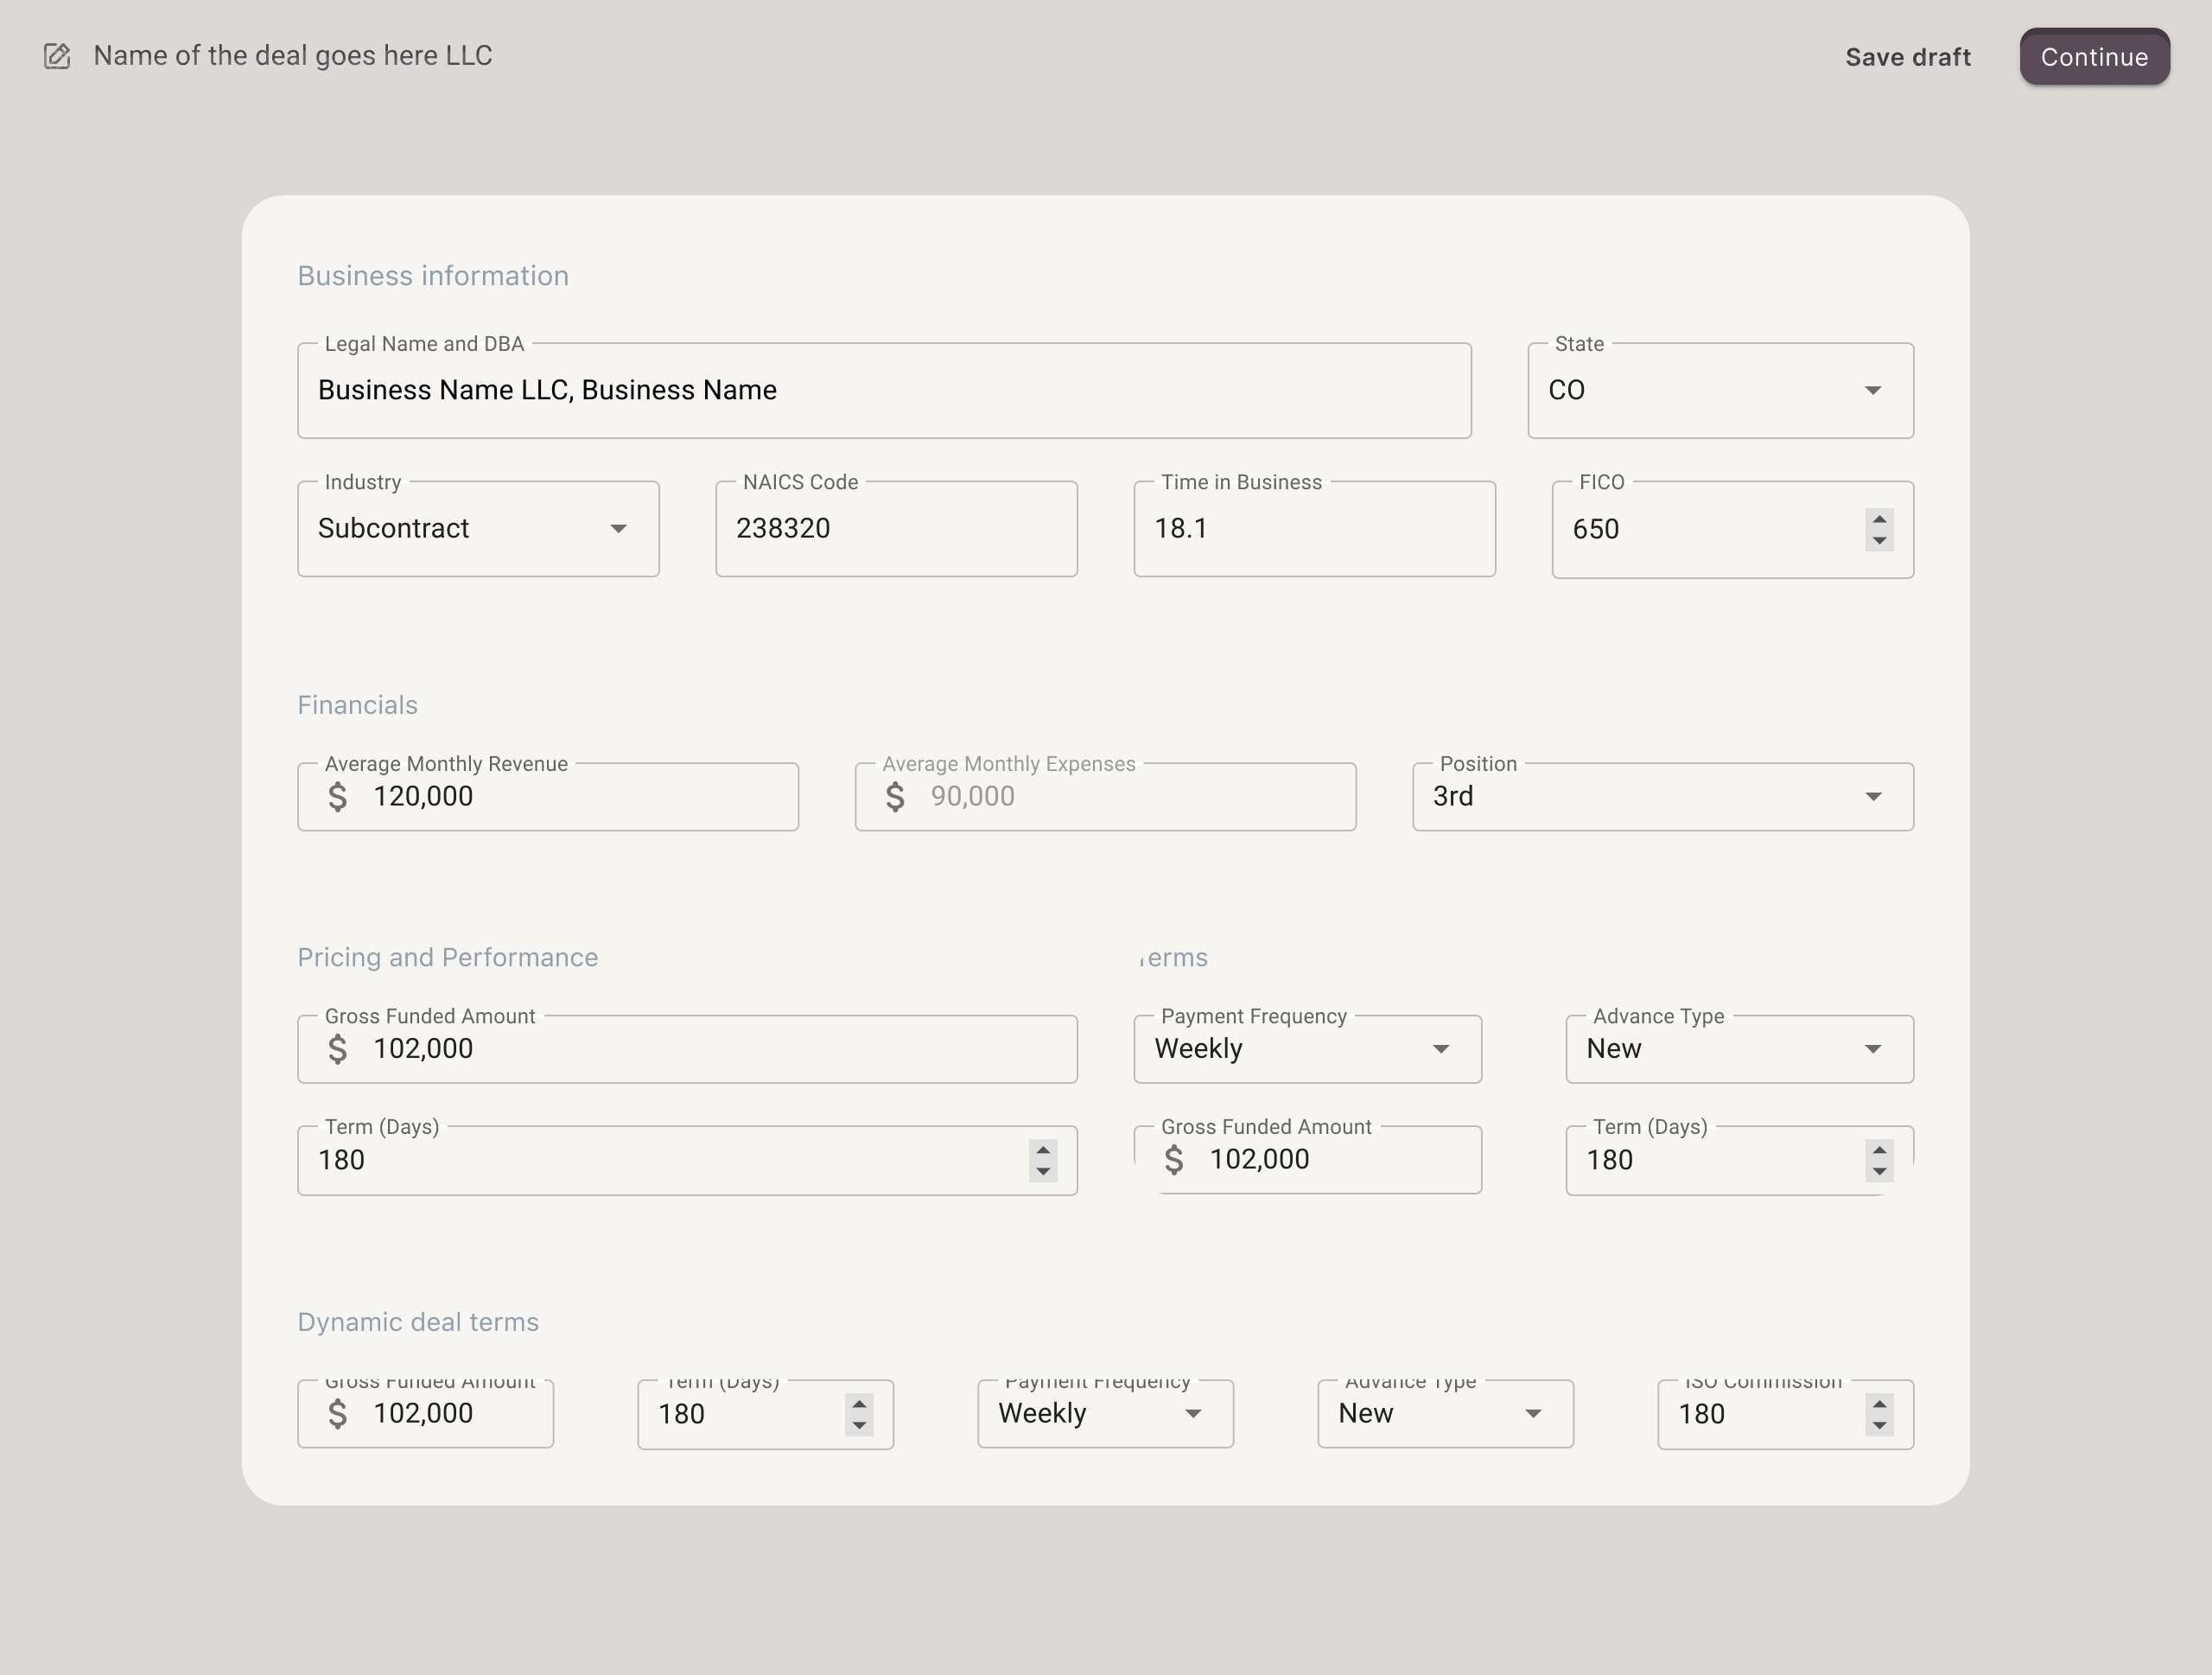 Name of the deal goes here LLC
Save draft
Continue
Business information
Legal Name and DBA
Business Name LLC, Business Name
State
CO
Industry
Subcontract
NAICS Code
238320
Time in Business
18.1
FICO
650
Financials
Average Monthly Revenue
$ 120,000
Average Monthly Expenses
$ 90,000
Position
3rd
Pricing and Performance
Terms
Gross Funded Amount
$ 102,000
Payment Frequency
Weekly
Advance Type
New
Term (Days)
180
Gross Funded Amount
$ 102,000
Term (Days)
180
Dynamic deal terms
Gross Funded Amount
$ 102,000
Term (Days)
180
Payment Frequency
Weekly
Advance Type
New
ISO Commission
180